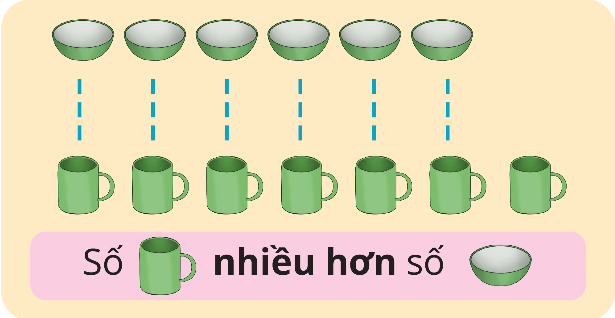 Số nhiều hơn số